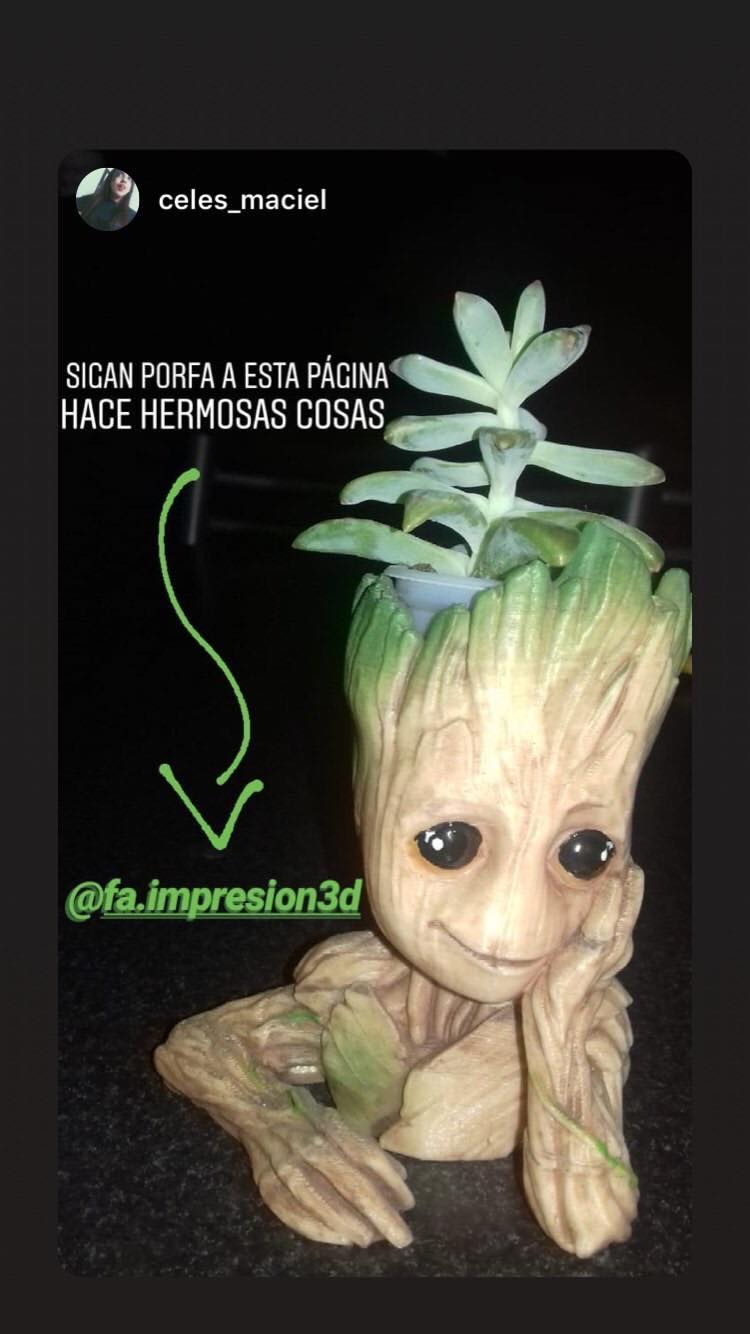 celes_maciel
SIGAN PORFA A ESTA PÁGINA
HACE HERMOSAS COSAS
@fa.impresion3d